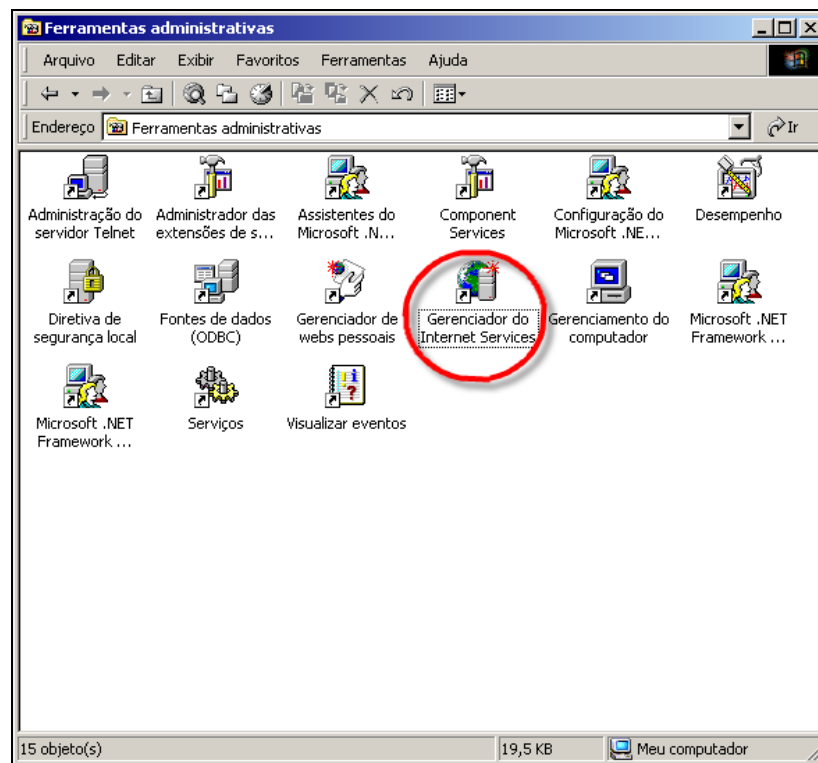 Ferramentas administrativas
Arquivo Editar Exibir Favoritos Ferramentas Ajuda
Endereço Ferramentas administrativas Ir
Administração do servidor Telnet
Administrador das extensões de s...
Assistentes do Microsoft .N...
Component Services
Configuração do Microsoft .NE...
Desempenho
Diretiva de segurança local
Fontes de dados (ODBC)
Gerenciador de webs pessoais
Gerenciador do Internet Services
Gerenciamento do computador
Microsoft .NET Framework ...
Microsoft .NET Framework ...
Serviços
Visualizar eventos
15 objeto(s) 19,5 KB Meu computador